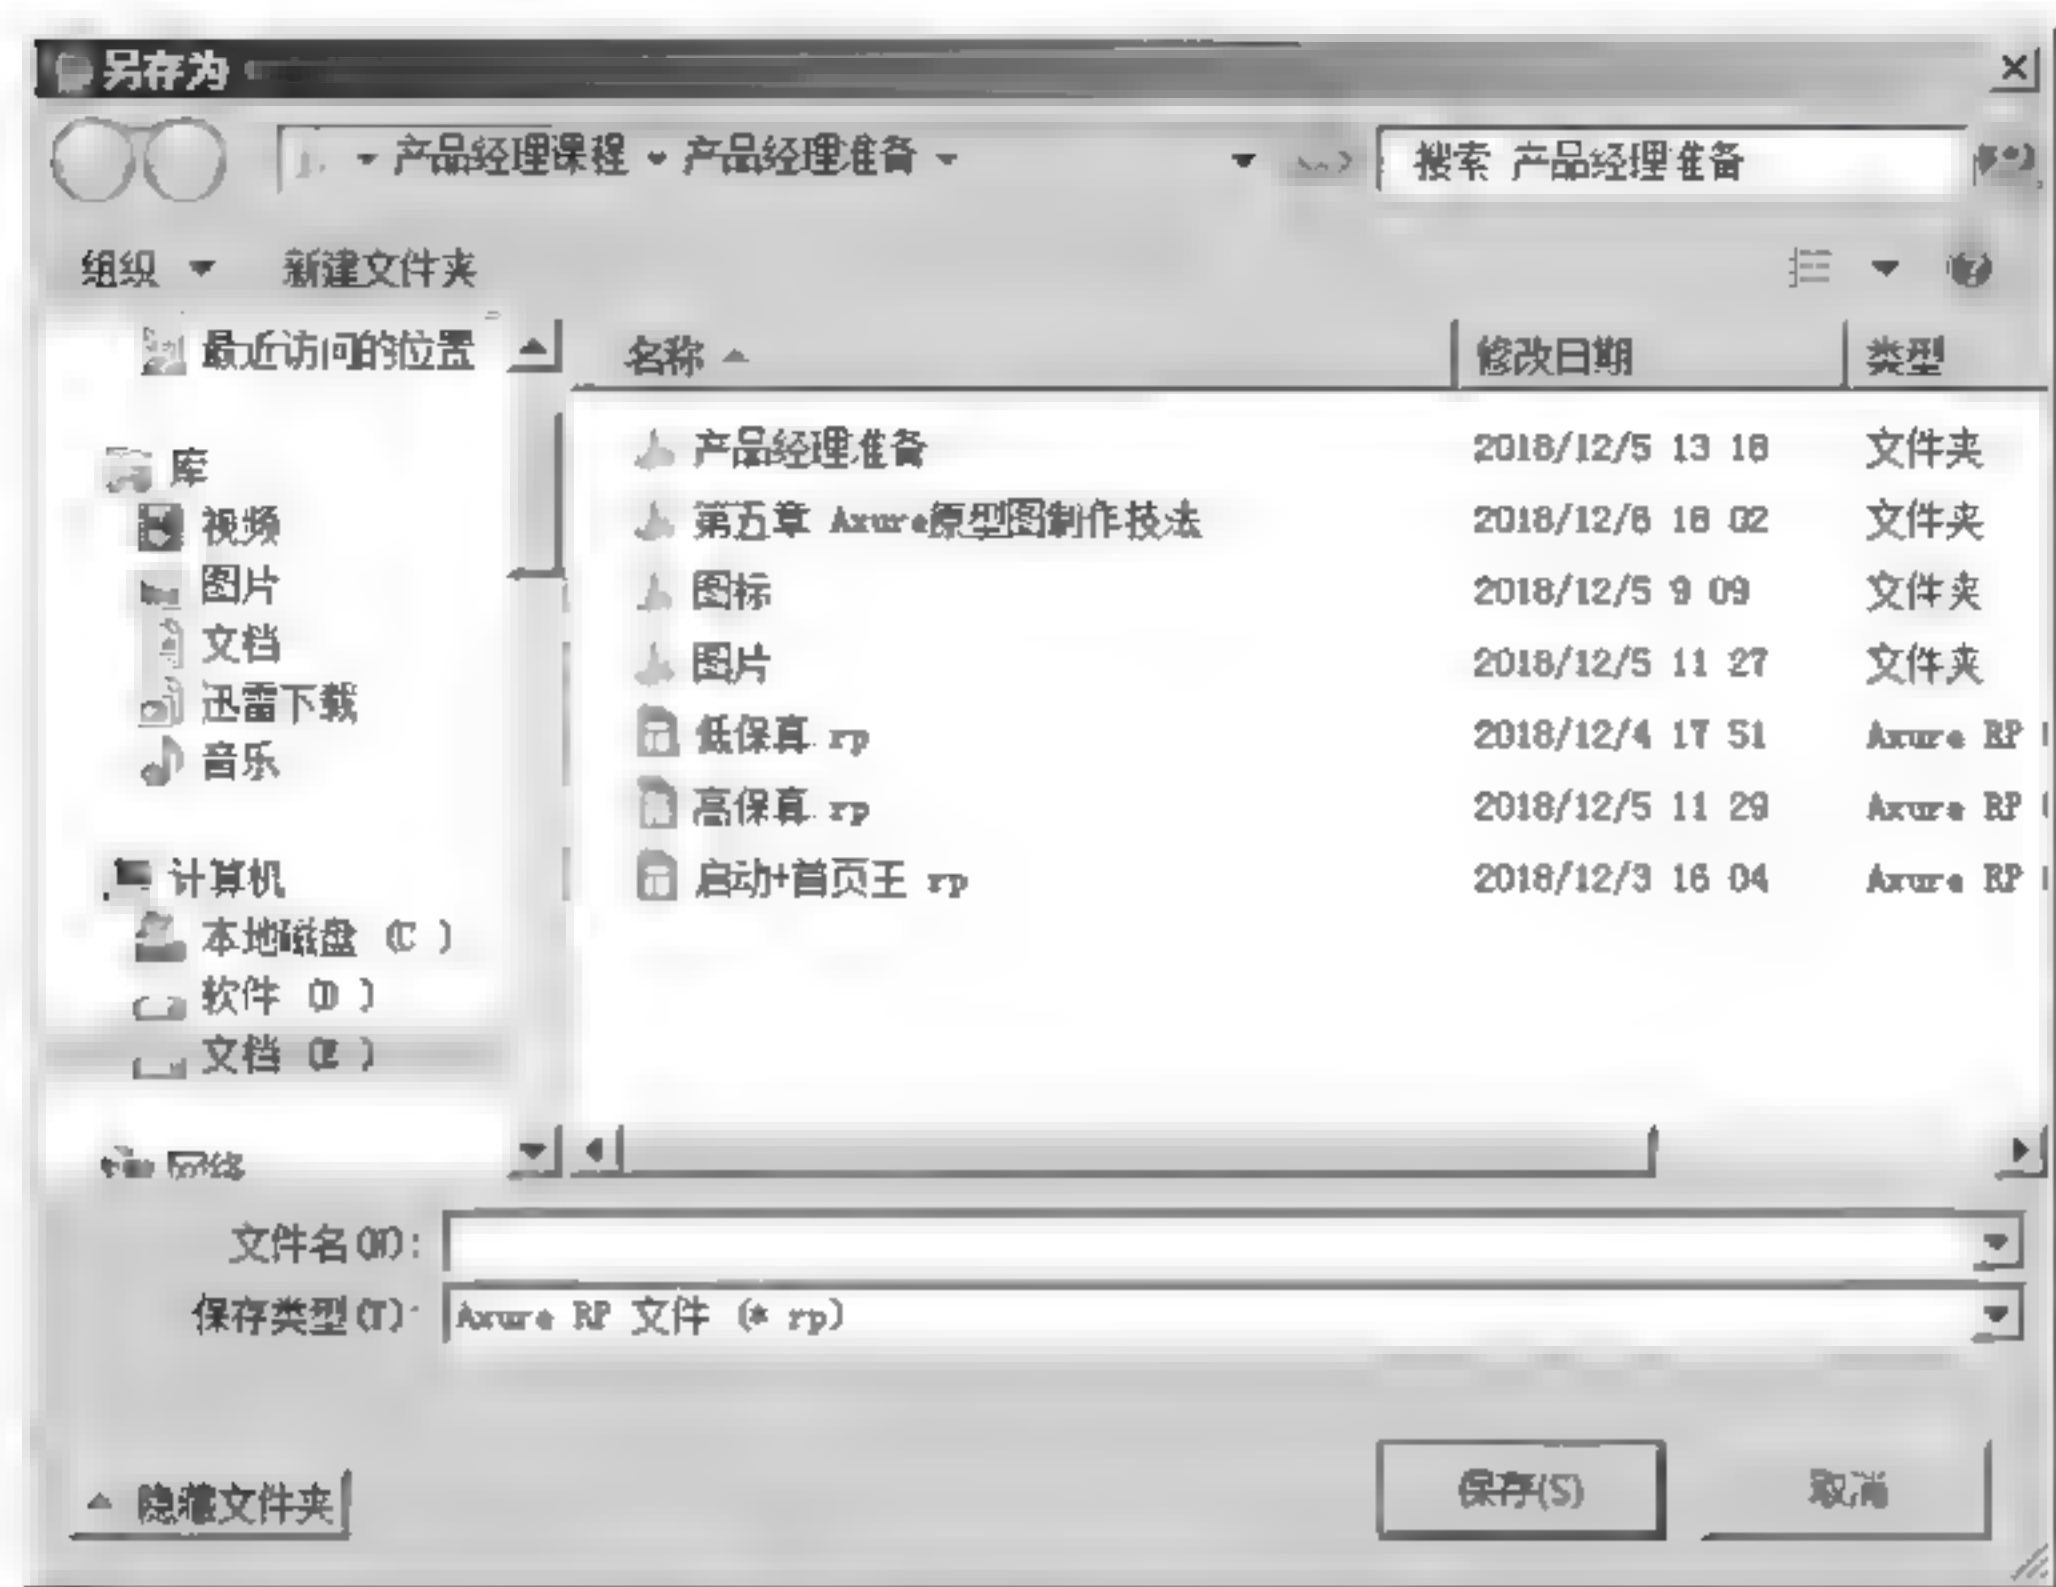 另存为
产品经理课程 产品经理准备 搜索 产品经理准备
组织 新建文件夹
最近访问的位置
库
视频
图片
文档
迅雷下载
音乐
计算机
本地磁盘 (C )
软件 (D )
文档 (E )
网络
名称 修改日期 类型
产品经理准备 2018/12/5 13 18 文件夹
第五章 Axure原型图制作技法 2018/12/6 18 02 文件夹
图标 2018/12/5 9 09 文件夹
图片 2018/12/5 11 27 文件夹
低保真 rp 2018/12/4 17 51 Axure RP
高保真 rp 2018/12/5 11 29 Axure RP
启动+首页王 rp 2018/12/3 16 04 Axure RP
文件名(N):
保存类型(T): Axure RP 文件 (* rp)
隐藏文件夹 保存(S) 取消